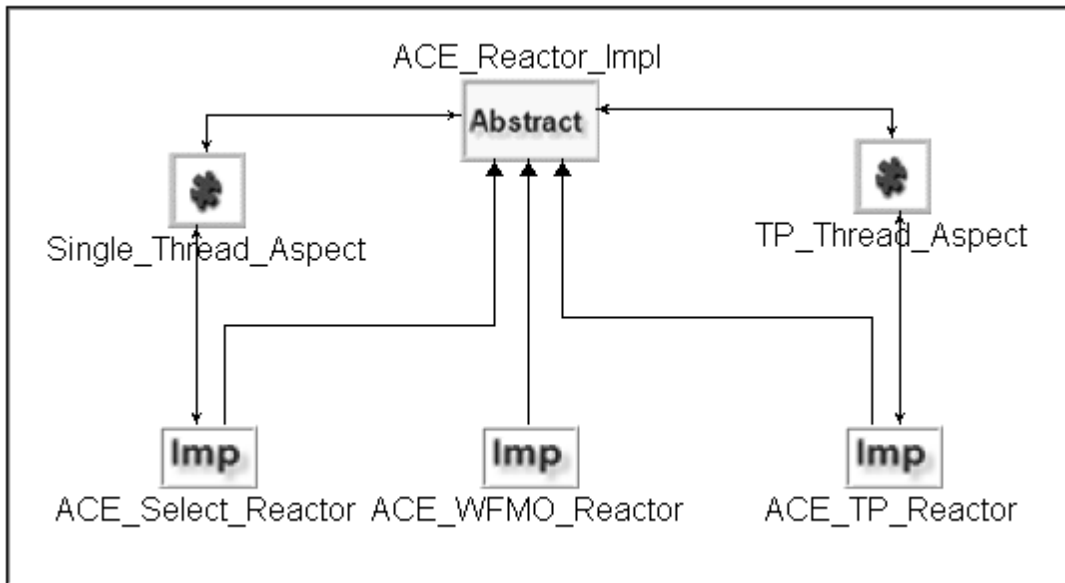 ACE_Reactor_Impl
Abstract
Single_Thread_Aspect
TP_Thread_Aspect
Imp
Imp
Imp
ACE_Select_Reactor
ACE_WFMO_Reactor
ACE_TP_Reactor